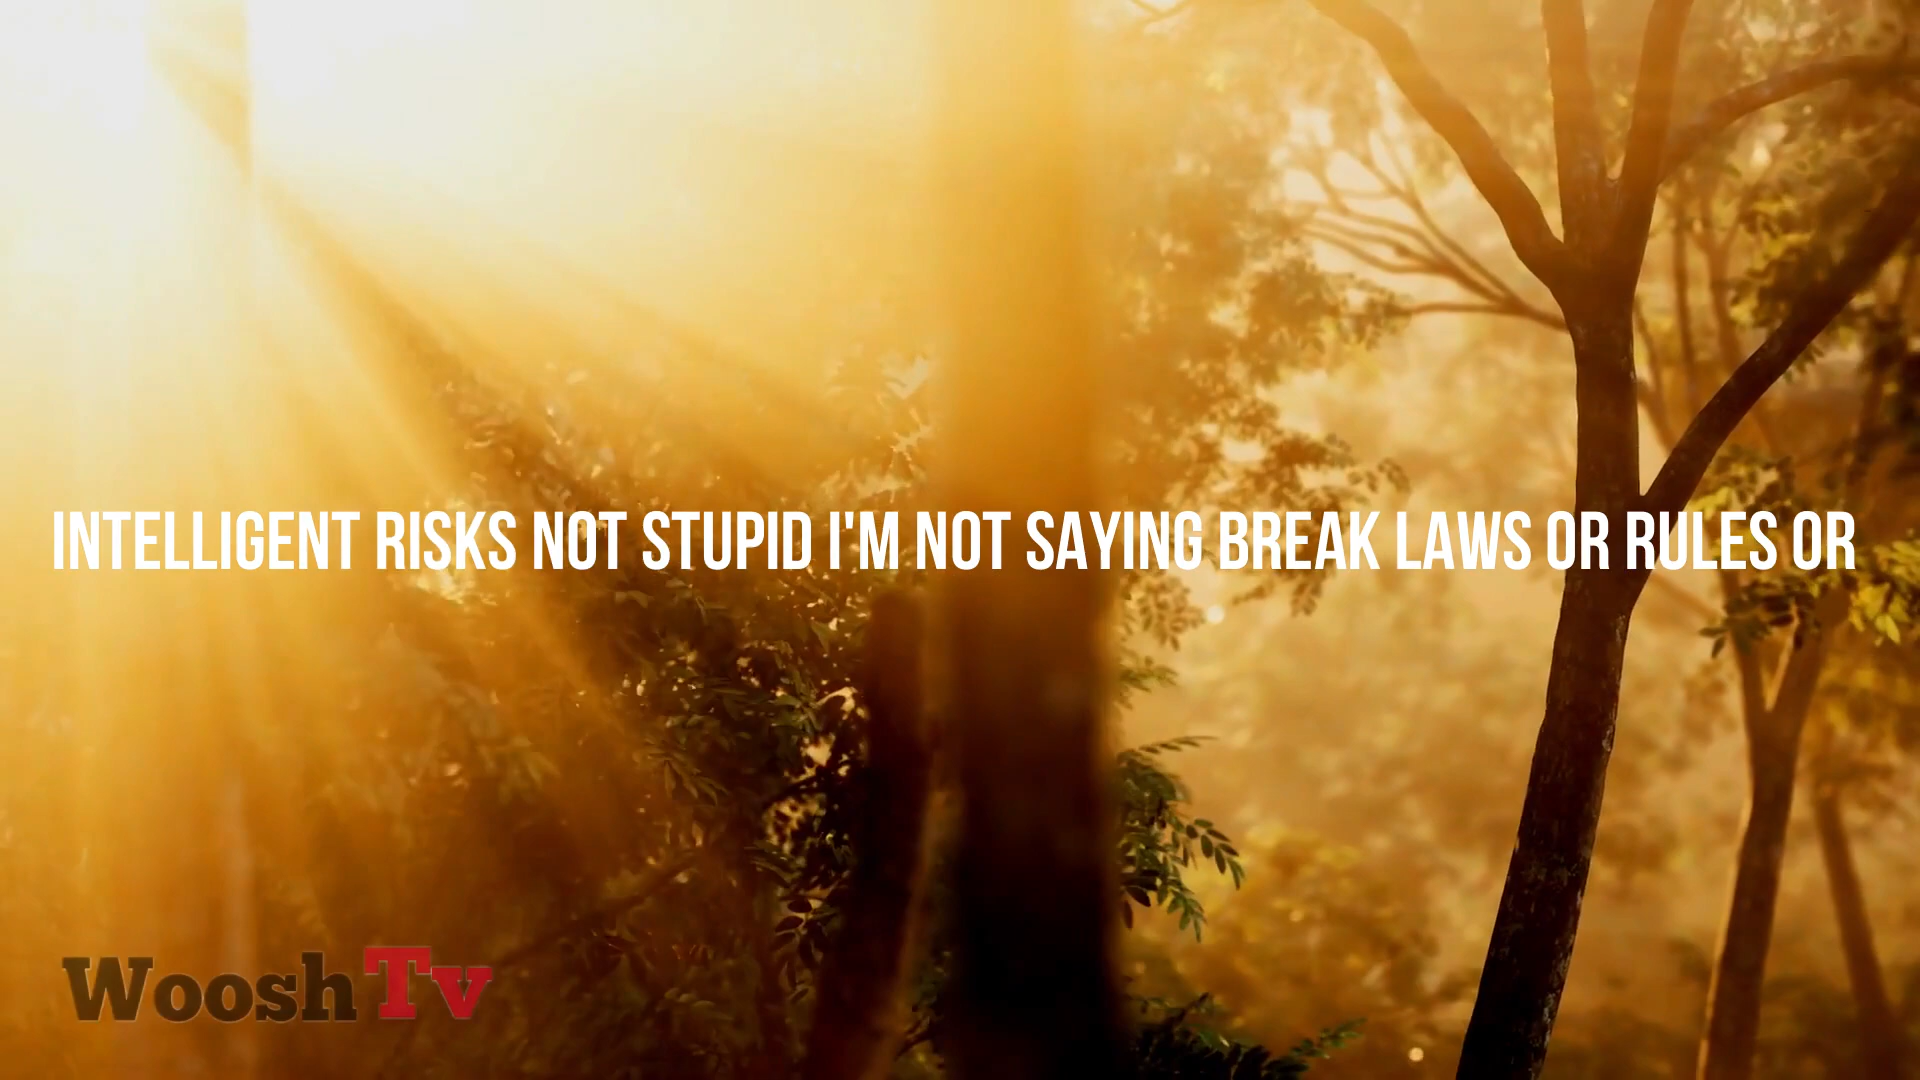 INTELLIGENT RISKS NOT STUPID I'M NOT SAYING BREAK LAWS OR RULES OR
WooshTv